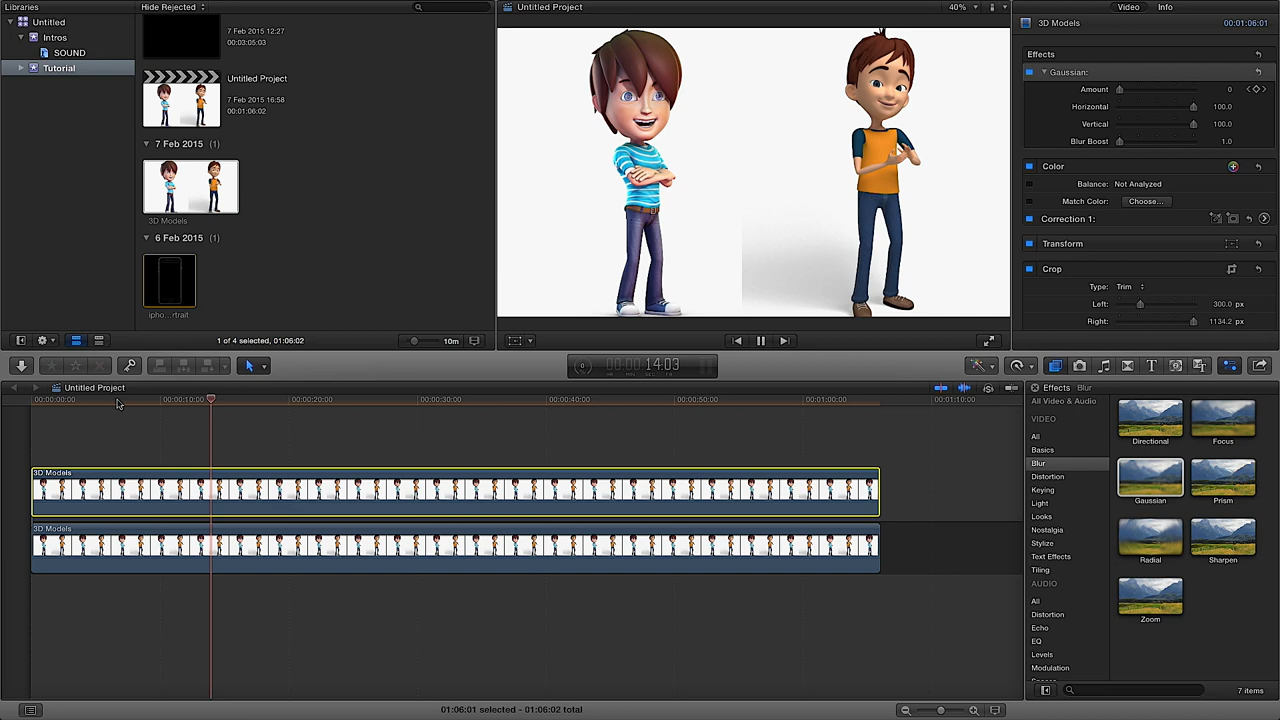 Libraries
Hide Rejected
Untitled Project
40%
Video
Info
Untitled
Intros
SOUND
Tutorial
7 Feb 2015 12:27
00:03:05:03
Untitled Project
7 Feb 2015 16:58
00:01:06:02
7 Feb 2015 (1)
3D Models
6 Feb 2015 (1)
ipho...rtrait
1 of 4 selected, 01:06:02
10m
3D Models
00:01:06:01
Effects
Gaussian:
Amount
0
Horizontal
100.0
Vertical
100.0
Blur Boost
1.0
Color
Balance: Not Analyzed
Match Color: Choose...
Correction 1:
Transform
Crop
Type: Trim
Left:
300.0 px
Right:
1134.2 px
00:00:14:03
HR MIN SEC FR
Untitled Project
00:00:00:00
00:00:10:00
00:00:20:00
00:00:30:00
00:00:40:00
00:00:50:00
00:01:00:00
00:01:10:00
3D Models
3D Models
Effects Blur
All Video & Audio
VIDEO
All
Basics
Blur
Distortion
Keying
Light
Looks
Nostalgia
Stylize
Text Effects
Tiling
AUDIO
All
Distortion
Echo
EQ
Levels
Modulation
Directional
Focus
Gaussian
Prism
Radial
Sharpen
Zoom
7 items
01:06:01 selected - 01:06:02 total